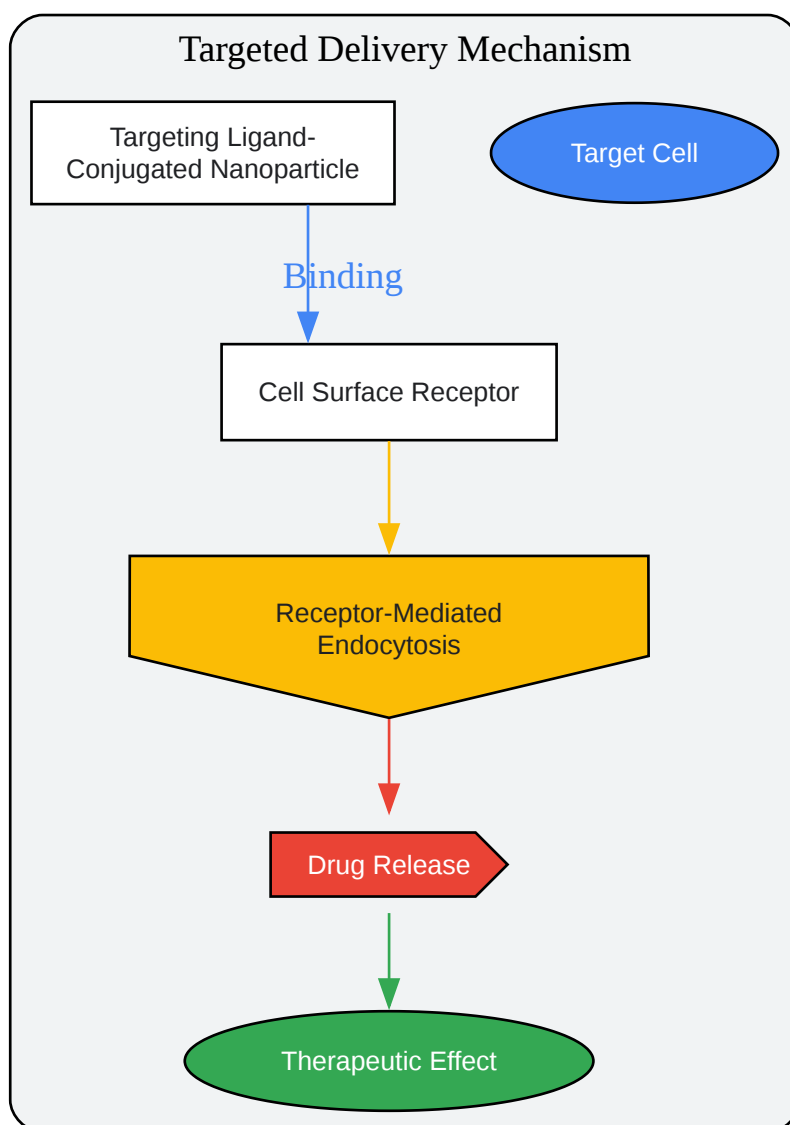 Targeted Delivery Mechanism
Targeting Ligand-
Conjugated Nanoparticle
Target Cell
Binding
Cell Surface Receptor
Receptor-Mediated
Endocytosis
Drug Release
Therapeutic Effect